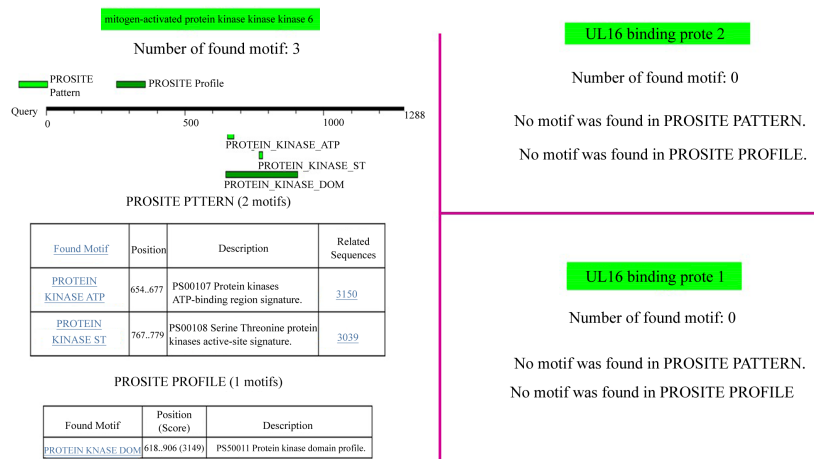 mitogen-activated protein kinase kinase kinase 6
Number of found motif: 3
PROSITE Pattern
PROSITE Profile
Query
0
500
1000
1288
PROTEIN_KINASE_ATP
PROTEIN_KINASE_ST
PROTEIN_KINASE_DOM
PROSITE PTTERN (2 motifs)
Found Motif Position Description Related Sequences
PROTEIN KINASE ATP 654..677 PS00107 Protein kinases ATP-binding region signature. 3150
PROTEIN KINASE ST 767..779 PS00108 Serine Threonine protein kinases active-site signature. 3039
PROSITE PROFILE (1 motifs)
Found Motif Position (Score) Description
PROTEIN KNASE DOM 618..906 (3149) PS50011 Protein kinase domain profile.
UL16 binding prote 2
Number of found motif: 0
No motif was found in PROSITE PATTERN.
No motif was found in PROSITE PROFILE.
UL16 binding prote 1
Number of found motif: 0
No motif was found in PROSITE PATTERN.
No motif was found in PROSITE PROFILE